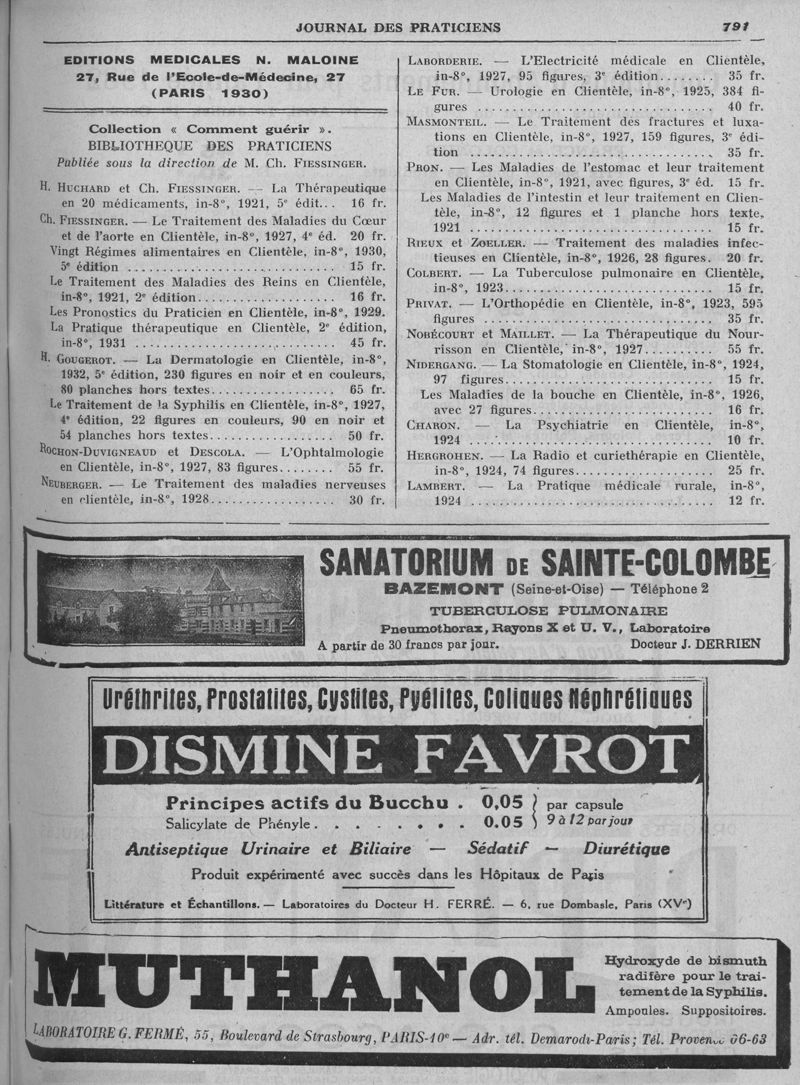 JOURNAL DES PRATICIENS 791
EDITIONS MEDICALES N. MALOINE
27, Rue de l'Ecole-de-Médecine, 27
(PARIS 1930)
Collection « Comment guérir ».
BIBLIOTHEQUE DES PRATICIENS
Publiée sous la direction de M. Ch. FIESSINGER.
H. HUCHARD et Ch. FIESSINGER. — La Thérapeutique
en 20 médicaments, in-8°, 1921, 5e édit... 16 fr.
Ch. FIESSINGER. — Le Traitement des Maladies du Cœur
et de l'aorte en Clientèle, in-8°, 1927, 4e éd. 20 fr.
Vingt Régimes alimentaires en Clientèle, in-8°, 1930,
5e édition .............................. 15 fr.
Le Traitement des Maladies des Reins en Clientèle,
in-8°, 1921, 2e édition.................... 16 fr.
Les Pronostics du Praticien en Clientèle, in-8°, 1929.
La Pratique thérapeutique en Clientèle, 2e édition,
in-8°, 1931 .............................. 45 fr.
H. GOUGEROT. — La Dermatologie en Clientèle, in-8°,
1932, 5e édition, 230 figures en noir et en couleurs,
80 planches hors textes.................. 65 fr.
Le Traitement de la Syphilis en Clientèle, in-8°, 1927,
4e édition, 22 figures en couleurs, 90 en noir et
54 planches hors textes.................. 50 fr.
ROCHON-DUVIGNEAUD et DESCOLA. — L'Ophtalmologie
en Clientèle, in-8°, 1927, 83 figures........ 55 fr.
NEUBERGER. — Le Traitement des maladies nerveuses
en clientèle, in-8°, 1928.................. 30 fr.
LABORDERIE. — L'Electricité médicale en Clientèle,
in-8°, 1927, 95 figures, 3e édition........ 35 fr.
LE FUR. — Urologie en Clientèle, in-8°, 1925, 384 fi-
gures .................................. 40 fr.
MASMONTEIL. — Le Traitement des fractures et luxa-
tions en Clientèle, in-8°, 1927, 159 figures, 3e édi-
tion .................................. 35 fr.
PRON. — Les Maladies de l'estomac et leur traitement
en Clientèle, in-8°, 1921, avec figures, 3e éd. 15 fr.
Les Maladies de l'intestin et leur traitement en Clien-
tèle, in-8°, 12 figures et 1 planche hors texte,
1921 .................................. 15 fr.
RIEUX et ZOELLER. — Traitement des maladies infec-
tieuses en Clientèle, in-8°, 1926, 28 figures. 20 fr.
COLBERT. — La Tuberculose pulmonaire en Clientèle,
in-8°, 1923.............................. 15 fr.
PRIVAT. — L'Orthopédie en Clientèle, in-8°, 1923, 595
figures .................................. 35 fr.
NOBÉCOURT et MAILLET. — La Thérapeutique du Nour-
risson en Clientèle, in-8°, 1927.......... 55 fr.
NIDERGANG. — La Stomatologie en Clientèle, in-8°, 1924,
97 figures.............................. 15 fr.
Les Maladies de la bouche en Clientèle, in-8°, 1926,
avec 27 figures.......................... 16 fr.
CHARON. — La Psychiatrie en Clientèle, in-8°,
1924 .................................. 10 fr.
HERGROHEN. — La Radio et curiethérapie en Clientèle,
in-8°, 1924, 74 figures.................... 25 fr.
LAMBERT. — La Pratique médicale rurale, in-8°,
1924 .................................. 12 fr.
SANATORIUM DE SAINTE-COLOMBE
BAZEMONT (Seine-et-Oise) — Téléphone 2
TUBERCULOSE PULMONAIRE
Pneumothorax, Rayons X et U. V., Laboratoire
A partir de 30 francs par jour. Docteur J. DERRIEN
Uréthrites, Prostatites, Cystites, Pyélites, Coliques Néphrétiques
DISMINE FAVROT
Principes actifs du Bucchu . 0,05 } par capsule
Salicylate de Phényle . . . . . . . . 0.05 } 9 à 12 par jour
Antiseptique Urinaire et Biliaire — Sédatif — Diurétique
Produit expérimenté avec succès dans les Hôpitaux de Paris
Littérature et Échantillons. — Laboratoires du Docteur H. FERRÉ. — 6, rue Dombasle, Paris (XVe)
MUTHANOL
Hydroxyde de bismuth
radifère pour le trai-
tement de la Syphilis.
Ampoules. Suppositoires.
LABORATOIRE G. FERMÉ, 55, Boulevard de Strasbourg, PARIS-10e — Adr. tél. Demarodi-Paris; Tél. 06-63